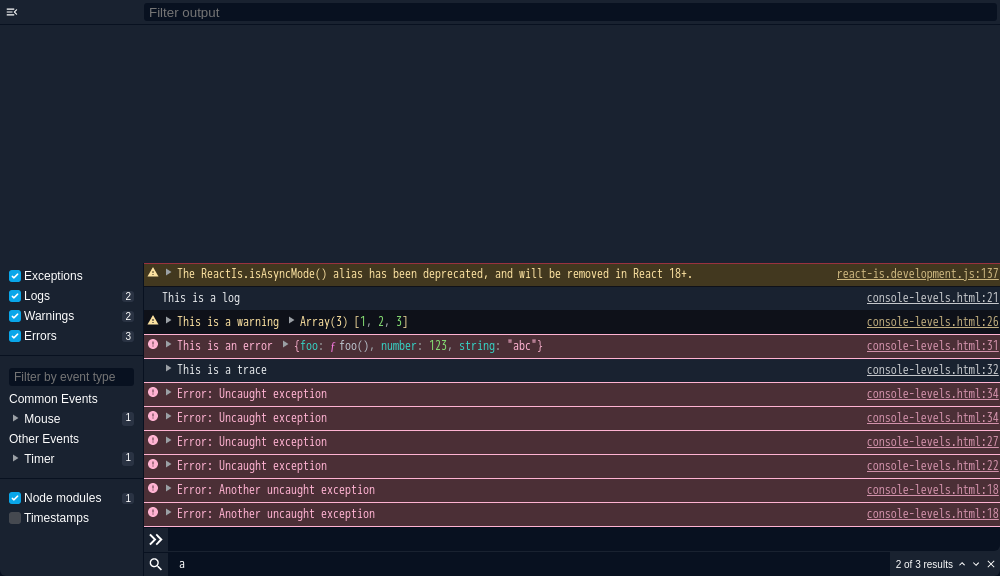 Filter output
Exceptions
Logs 2
Warnings 2
Errors 3
Filter by event type
Common Events
Mouse 1
Other Events
Timer 1
Node modules 1
Timestamps
The ReactIs.isAsyncMode() alias has been deprecated, and will be removed in React 18+. react-is.development.js:137
This is a log console-levels.html:21
This is a warning Array(3) [1, 2, 3] console-levels.html:26
This is an error {foo: ƒ foo(), number: 123, string: "abc"} console-levels.html:31
This is a trace console-levels.html:32
Error: Uncaught exception console-levels.html:34
Error: Uncaught exception console-levels.html:34
Error: Uncaught exception console-levels.html:27
Error: Uncaught exception console-levels.html:22
Error: Another uncaught exception console-levels.html:18
Error: Another uncaught exception console-levels.html:18
a 2 of 3 results